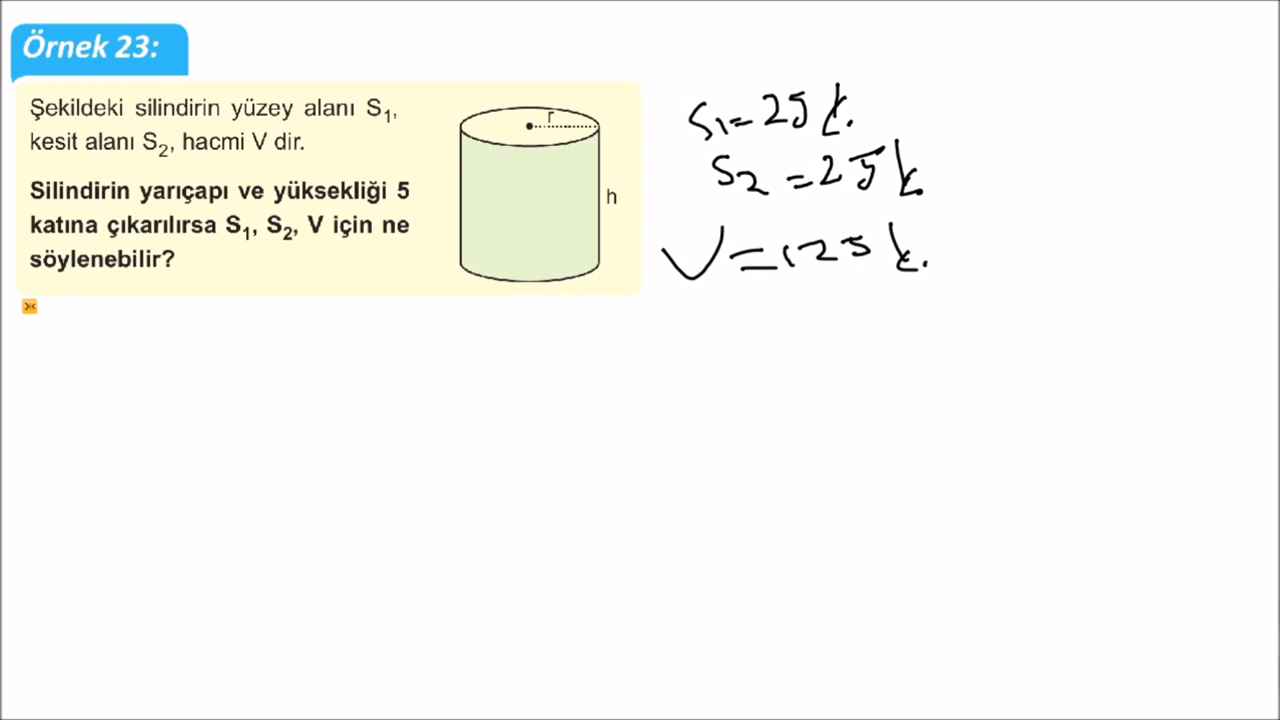 Örnek 23:
Şekildeki silindirin yüzey alanı S₁,
kesit alanı S₂, hacmi V dir.
Silindirin yarıçapı ve yüksekliği 5
katına çıkarılırsa S₁, S₂, V için ne
söylenebilir?
r
h
S₁=25 k.
S₂ =25 k.
V=125 k.